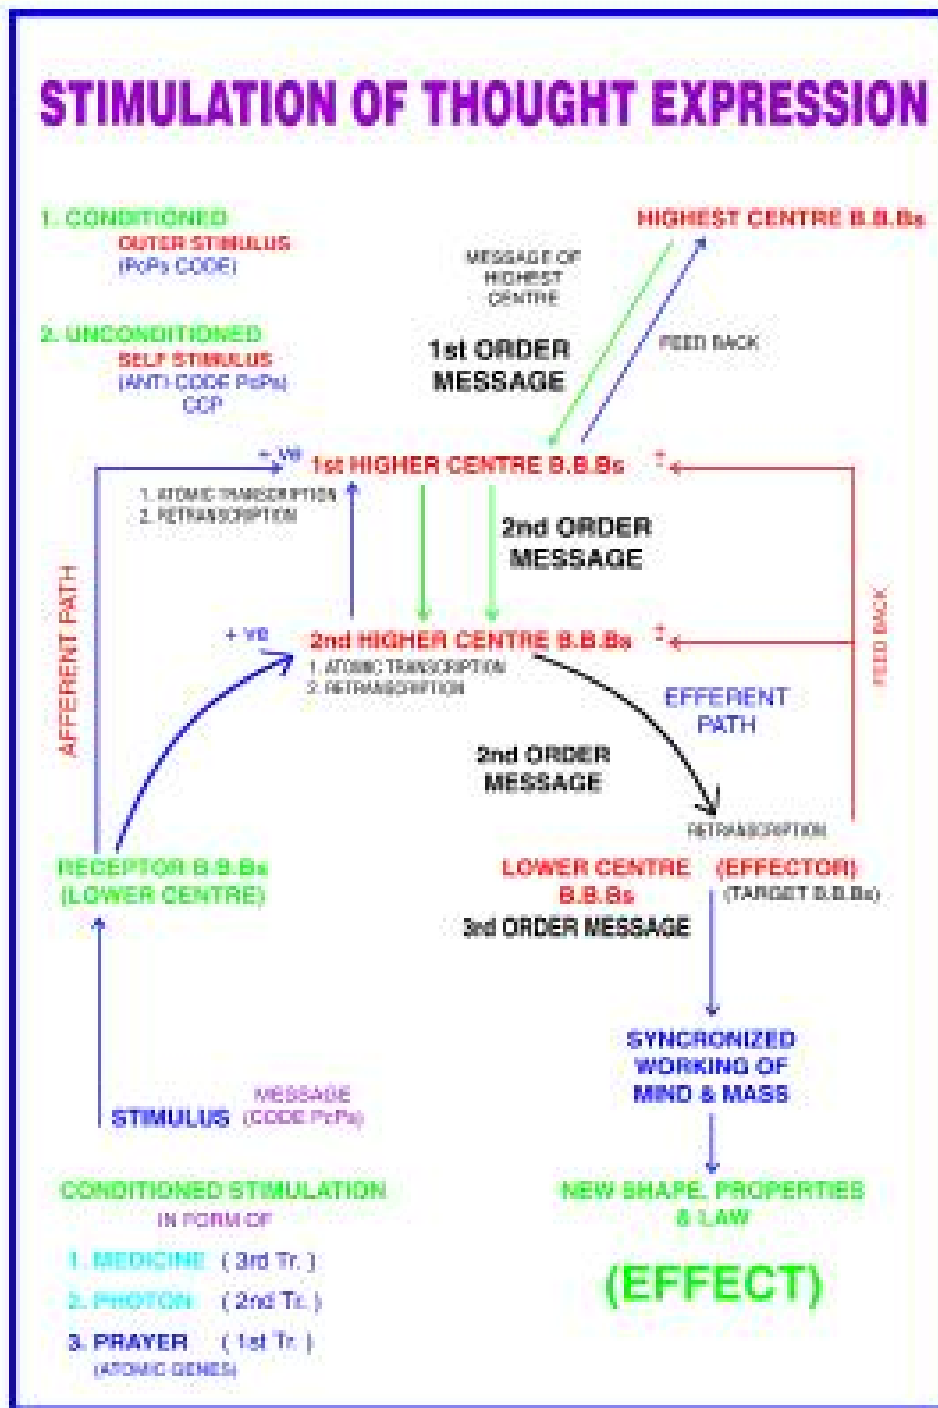 STIMULATION OF THOUGHT EXPRESSION
1. CONDITIONED
OUTER STIMULUS
(PcPs CODE)
2. UNCONDITIONED
SELF STIMULUS
(ANTI CODE PcPs)
CCP
HIGHEST CENTRE B.B.Bs
MESSAGE OF
HIGHEST
CENTRE
1st ORDER
MESSAGE
FEED BACK
+ ve
1st HIGHER CENTRE B.B.Bs
±
1. ATOMIC TRANSCRIPTION
2. RETRANSCRIPTION
2nd ORDER
MESSAGE
AFFERENT PATH
FEED BACK
+ ve
2nd HIGHER CENTRE B.B.Bs
±
1. ATOMIC TRANSCRIPTION
2. RETRANSCRIPTION
EFFERENT
PATH
2nd ORDER
MESSAGE
RETRANSCRIPTION
RECEPTOR B.B.Bs
(LOWER CENTRE)
LOWER CENTRE (EFFECTOR)
B.B.Bs (TARGET B.B.Bs)
3rd ORDER MESSAGE
SYNCRONIZED
WORKING OF
MIND & MASS
STIMULUS
MESSAGE
(CODE PcPs)
NEW SHAPE, PROPERTIES
& LAW
(EFFECT)
CONDITIONED STIMULATION
IN FORM OF
1. MEDICINE ( 3rd Tr. )
2. PHOTON ( 2nd Tr. )
3. PRAYER ( 1st Tr. )
(ATOMIC GENES)